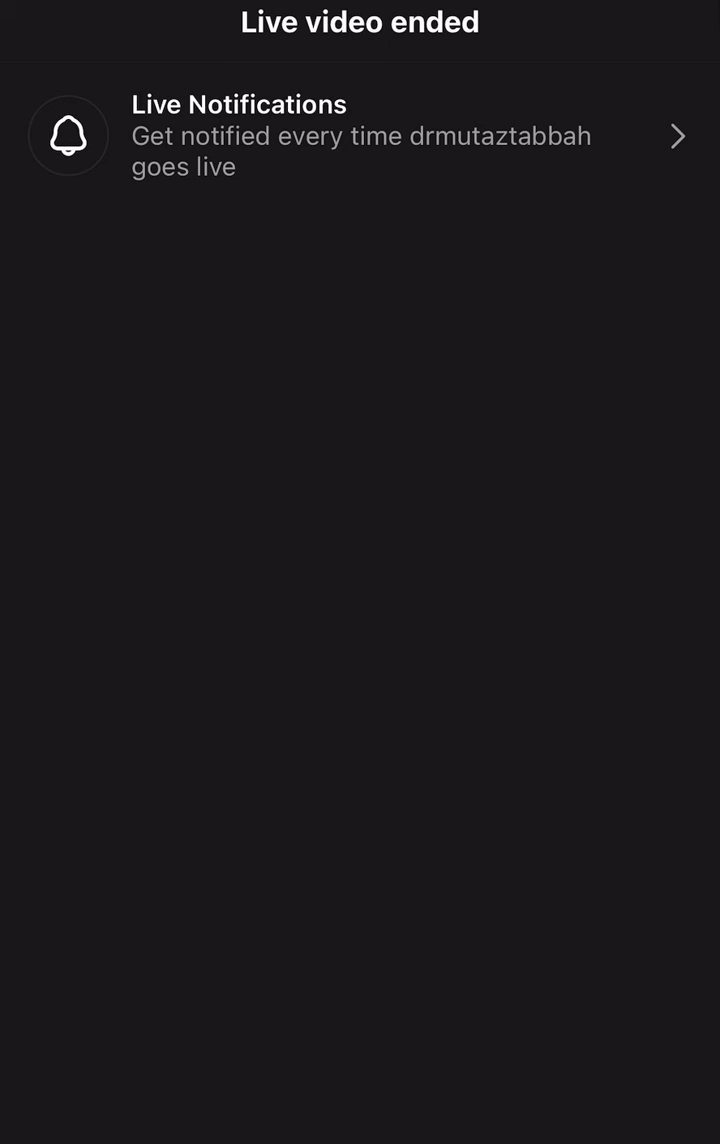 Live video ended
Live Notifications
Get notified every time drmutaztabbah
goes live